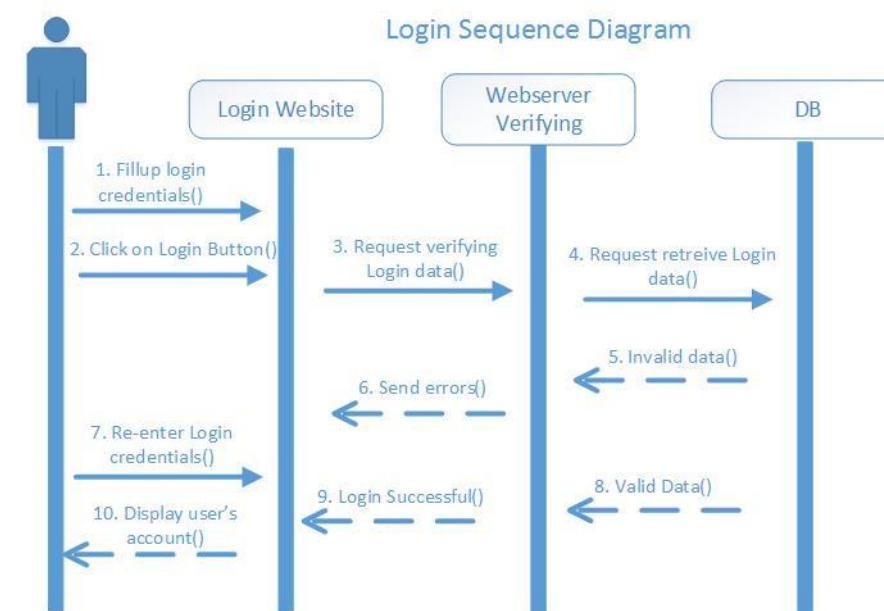 Login Sequence Diagram
Login Website
Webserver
Verifying
DB
1. Fillup login
credentials()
2. Click on Login Button()
3. Request verifying
Login data()
4. Request retreive Login
data()
5. Invalid data()
6. Send errors()
7. Re-enter Login
credentials()
8. Valid Data()
9. Login Successful()
10. Display user's
account()